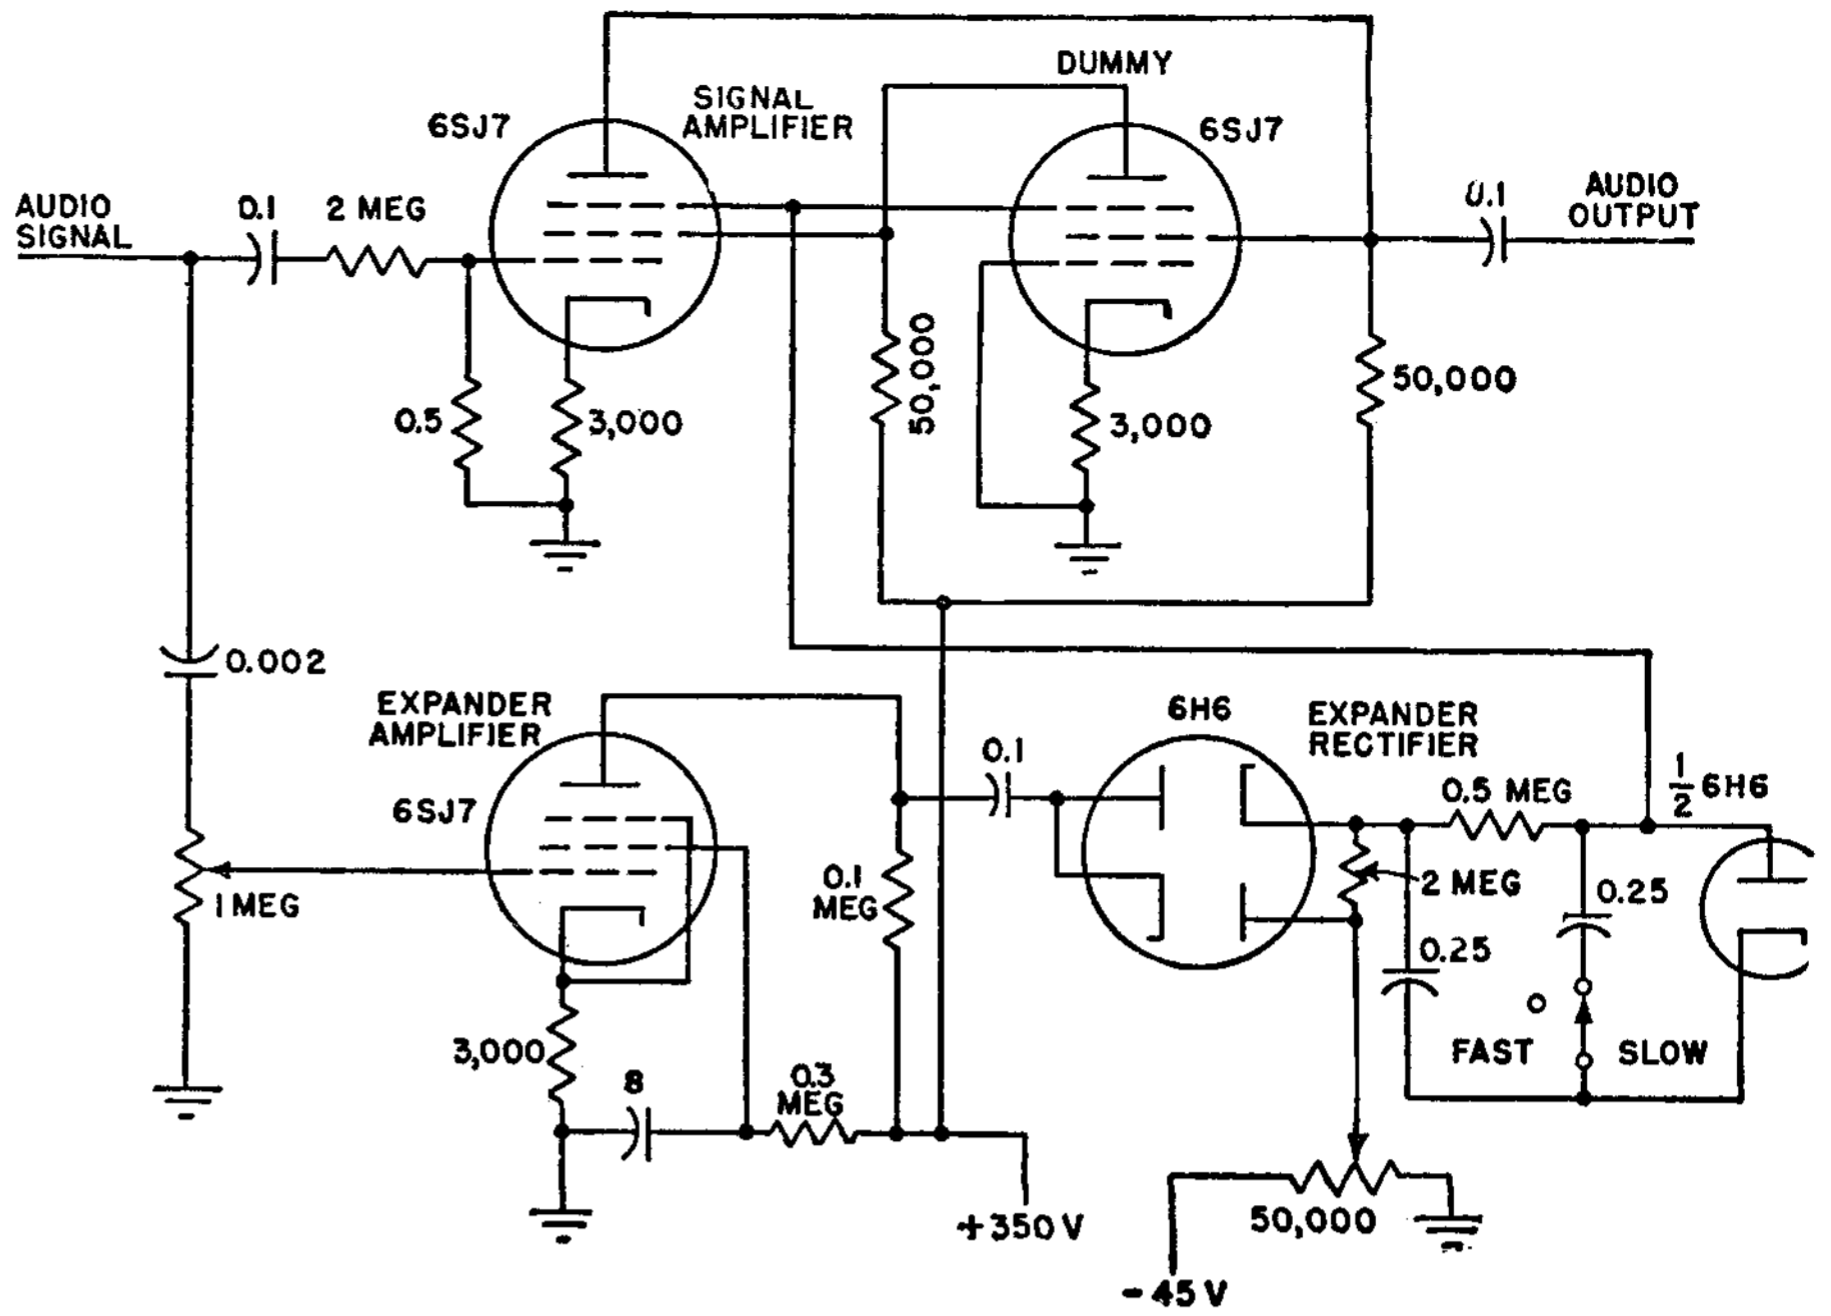 DUMMY
SIGNAL
AMPLIFIER
6SJ7
6SJ7
AUDIO
SIGNAL
0.1
2 MEG
0.1
AUDIO
OUTPUT
0.5
3,000
50,000
3,000
50,000
0.002
EXPANDER
AMPLIFIER
6SJ7
1 MEG
0.1
MEG
0.1
6H6
EXPANDER
RECTIFIER
0.5 MEG
1/2 6H6
2 MEG
0.25
0.25
FAST
SLOW
3,000
8
0.3
MEG
+350 V
50,000
-45 V